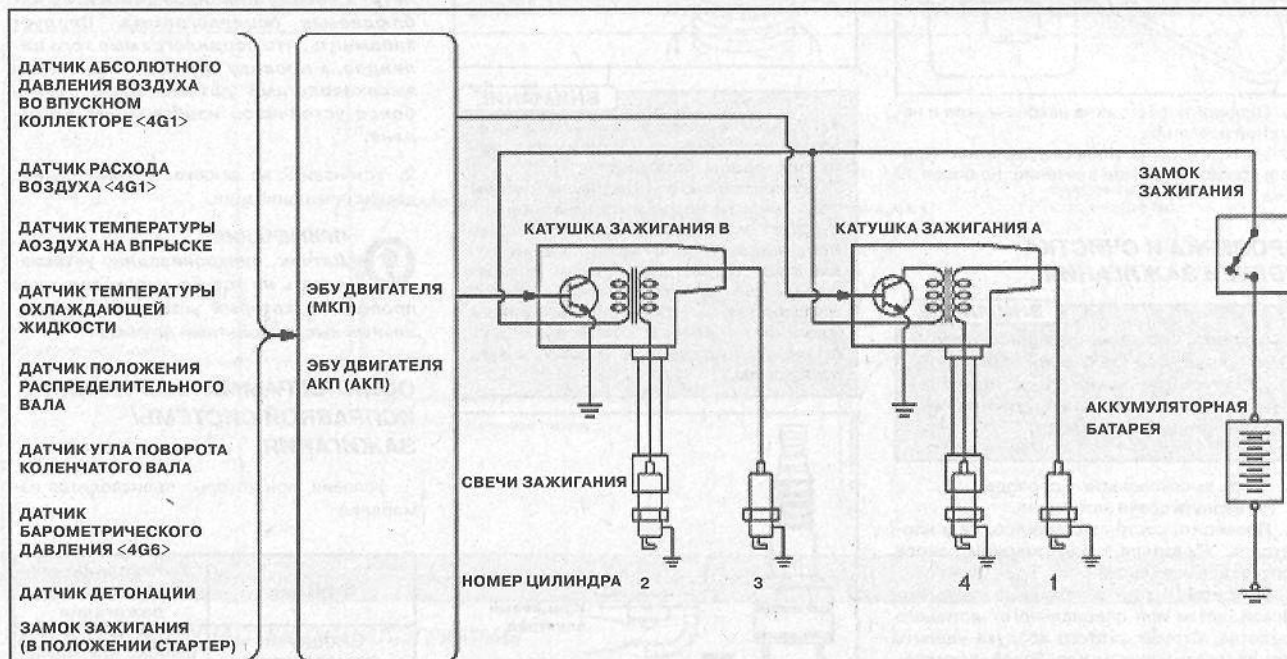 ДАТЧИК АБСОЛЮТНОГО
ДАВЛЕНИЯ ВОЗДУХА
ВО ВПУСКНОМ
КОЛЛЕКТОРЕ <4G1>
ДАТЧИК РАСХОДА
ВОЗДУХА <4G1>
ДАТЧИК ТЕМПЕРАТУРЫ
АОЗДУХА НА ВПРЫСКЕ
ДАТЧИК ТЕМПЕРАТУРЫ
ОХЛАЖДАЮЩЕЙ
ЖИДКОСТИ
ДАТЧИК ПОЛОЖЕНИЯ
РАСПРЕДЕЛИТЕЛЬНОГО
ВАЛА
ДАТЧИК УГЛА ПОВОРОТА
КОЛЕНЧАТОГО ВАЛА
ДАТЧИК
БАРОМЕТРИЧЕСКОГО
ДАВЛЕНИЯ <4G6>
ДАТЧИК ДЕТОНАЦИИ
ЗАМОК ЗАЖИГАНИЯ
(В ПОЛОЖЕНИИ СТАРТЕР)
ЭБУ ДВИГАТЕЛЯ
(МКП)
ЭБУ ДВИГАТЕЛЯ
АКП (АКП)
КАТУШКА ЗАЖИГАНИЯ В
КАТУШКА ЗАЖИГАНИЯ А
ЗАМОК
ЗАЖИГАНИЯ
АККУМУЛЯТОРНАЯ
БАТАРЕЯ
СВЕЧИ ЗАЖИГАНИЯ
НОМЕР ЦИЛИНДРА 2 3 4 1